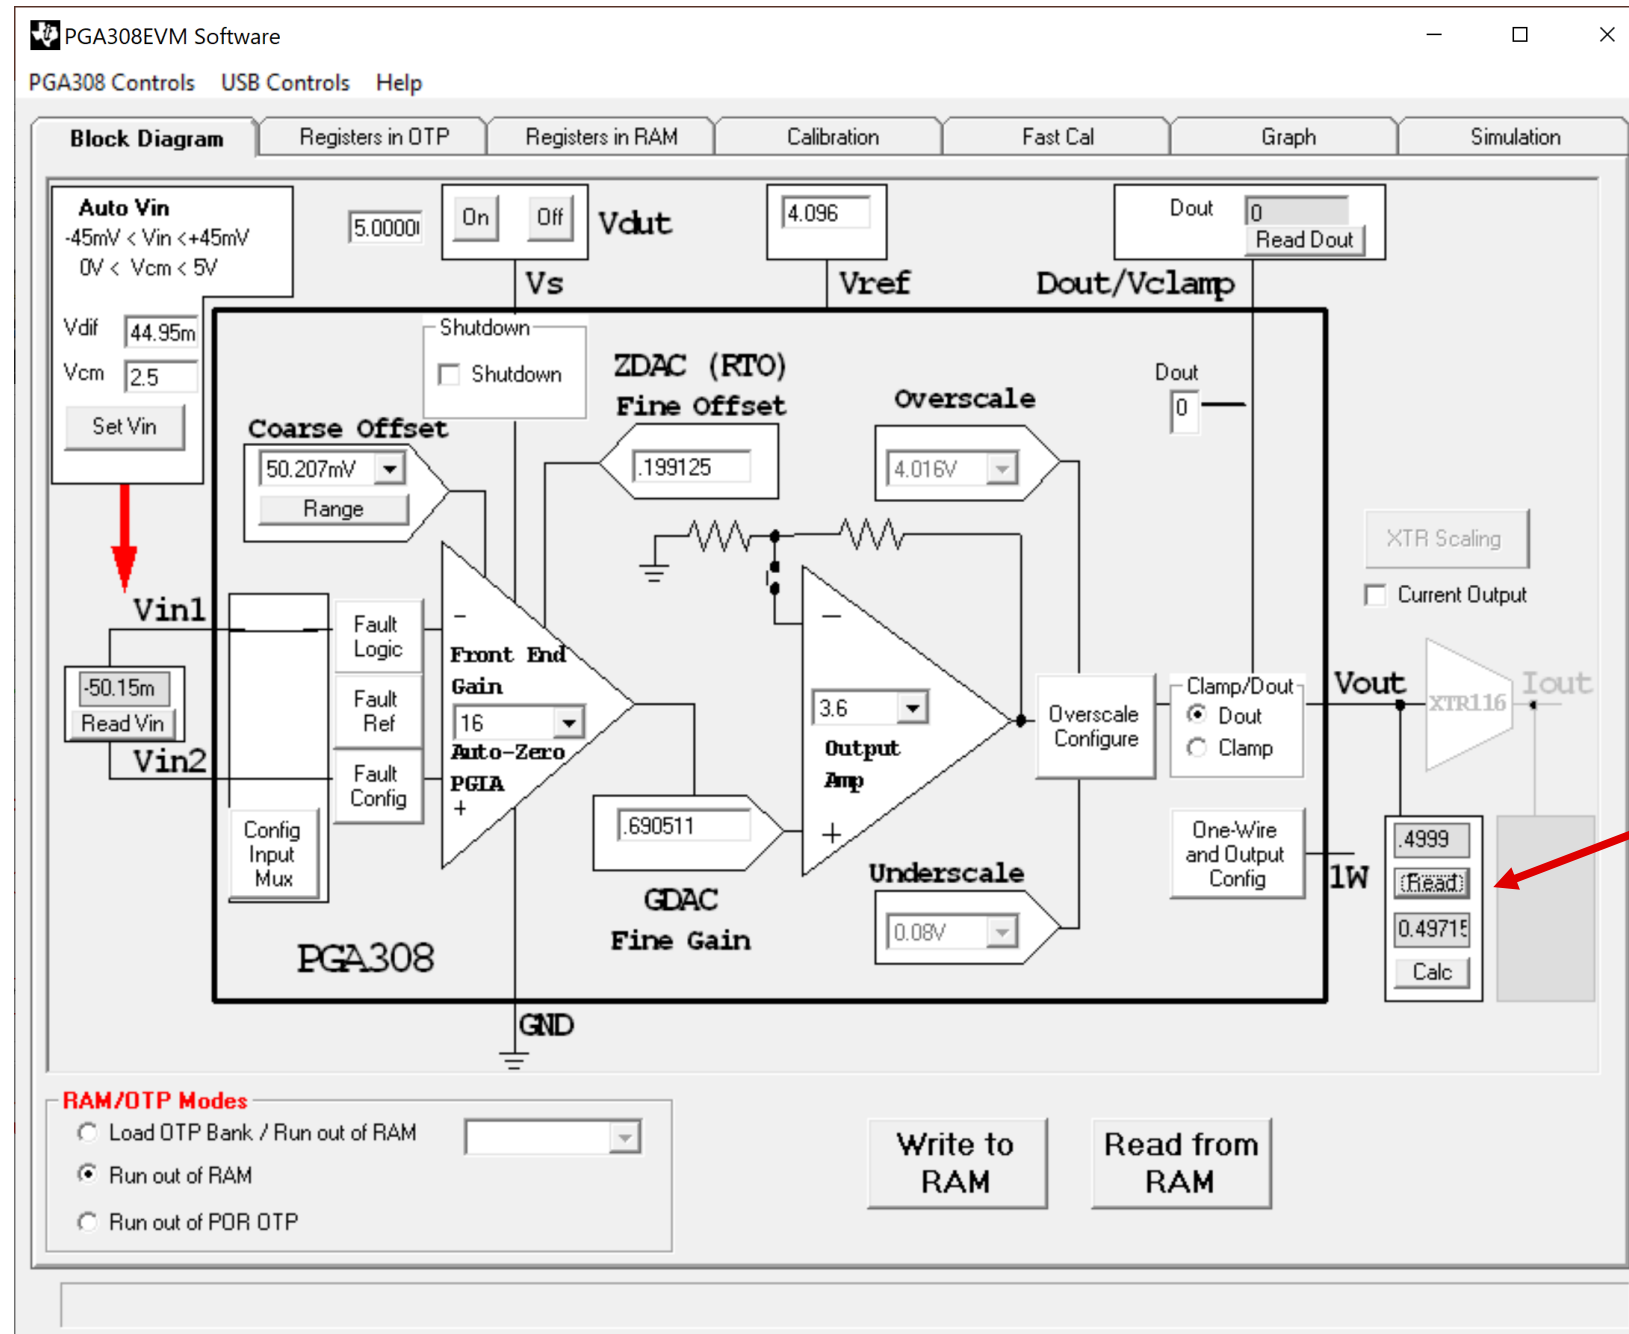 PGA308EVM Software
PGA308 Controls USB Controls Help
Block Diagram Registers in OTP Registers in RAM Calibration Fast Cal Graph Simulation
Auto Vin
-45mV < Vin <+45mV
0V < Vcm < 5V
Vdif 44.95m
Vcm 2.5
Set Vin
5.0000
On Off Vdut
Vs
4.096
Vref
Dout 0
Read Dout
Dout/Vclamp
Shutdown
Shutdown
ZDAC (RTO)
Fine Offset
.199125
Coarse Offset
50.207mV
Range
Overscale
4.016V
Dout
0
XTR Scaling
Current Output
Vin1
-50.15m
Read Vin
Vin2
Fault
Logic
Fault
Ref
Fault
Config
Config
Input
Mux
-
Front End
Gain
16
Auto-Zero
PGIA
+
.690511
GDAC
Fine Gain
-
3.6
Output
Amp
+
Overscale
Configure
Clamp/Dout
Dout
Clamp
Vout
XTR116
Iout
One-Wire
and Output
Config
1W
Underscale
0.08V
.4999
Read
0.49715
Calc
PGA308
GND
RAM/OTP Modes
Load OTP Bank / Run out of RAM
Run out of RAM
Run out of POR OTP
Write to
RAM
Read from
RAM